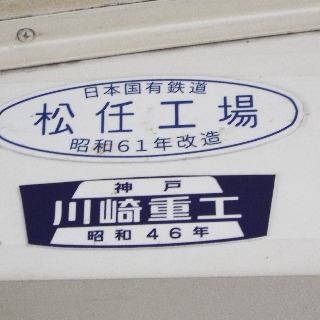 日本国有鉄道
松任工場
昭和61年改造
神戸
川崎重工
昭和46年